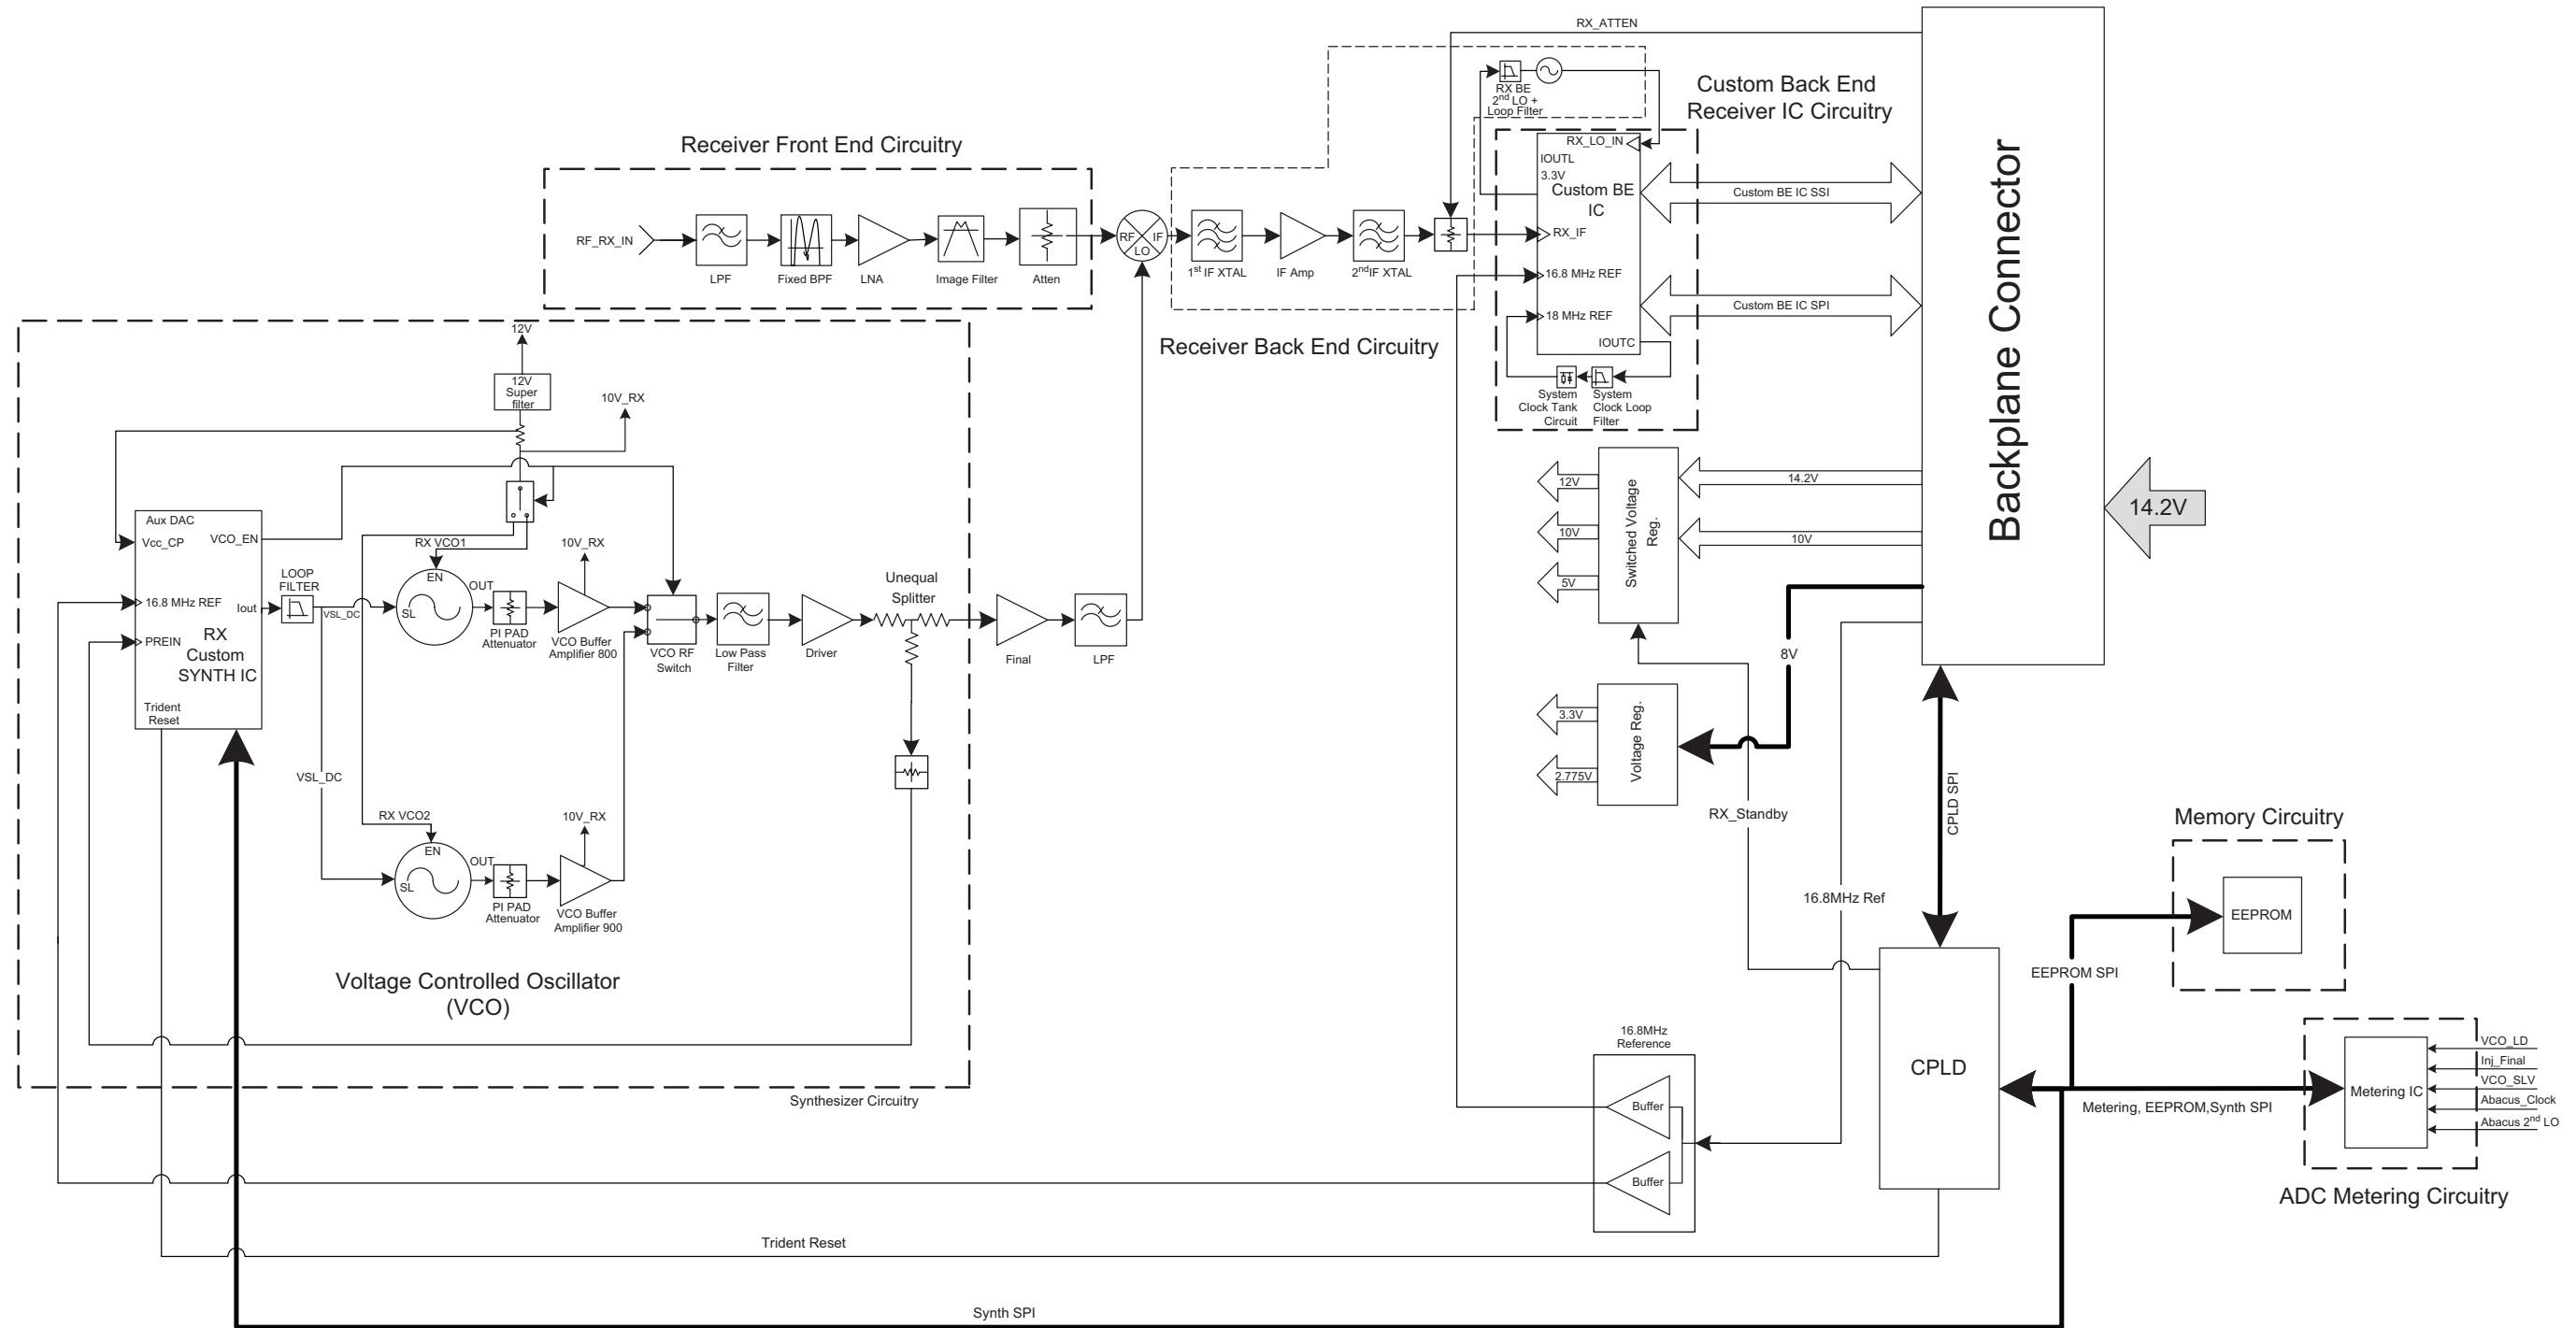 RX_ATTEN
Custom Back End
Receiver IC Circuitry
RX BE
2nd LO +
Loop Filter
Receiver Front End Circuitry
RF_RX_IN
LPF
Fixed BPF
LNA
Image Filter
Atten
RF
IF
LO
1st IF XTAL
IF Amp
2ndIF XTAL
Receiver Back End Circuitry
RX_LO_IN
IOUTL
3.3V
Custom BE
IC
RX_IF
16.8 MHz REF
18 MHz REF
IOUTC
System
Clock Tank
Circuit
System
Clock Loop
Filter
Custom BE IC SSI
Custom BE IC SPI
Backplane Connector
14.2V
12V
12V
Super
filter
10V_RX
Aux DAC
Vcc_CP
VCO_EN
16.8 MHz REF
Iout
PREIN
RX
Custom
SYNTH IC
Trident
Reset
LOOP
FILTER
VSL_DC
RX VCO1
EN
SL
OUT
PI PAD
Attenuator
10V_RX
VCO Buffer
Amplifier 800
VCO RF
Switch
Low Pass
Filter
Driver
Unequal
Splitter
Final
LPF
VSL_DC
RX VCO2
EN
SL
OUT
PI PAD
Attenuator
10V_RX
VCO Buffer
Amplifier 900
Voltage Controlled Oscillator
(VCO)
Synthesizer Circuitry
12V
10V
5V
Switched Voltage
Reg.
14.2V
10V
8V
3.3V
2.775V
Voltage Reg.
RX_Standby
CPLD SPI
16.8MHz Ref
Memory Circuitry
EEPROM
EEPROM SPI
16.8MHz
Reference
Buffer
Buffer
CPLD
Metering, EEPROM,Synth SPI
Metering IC
VCO_LD
Inj_Final
VCO_SLV
Abacus_Clock
Abacus 2nd LO
ADC Metering Circuitry
Trident Reset
Synth SPI